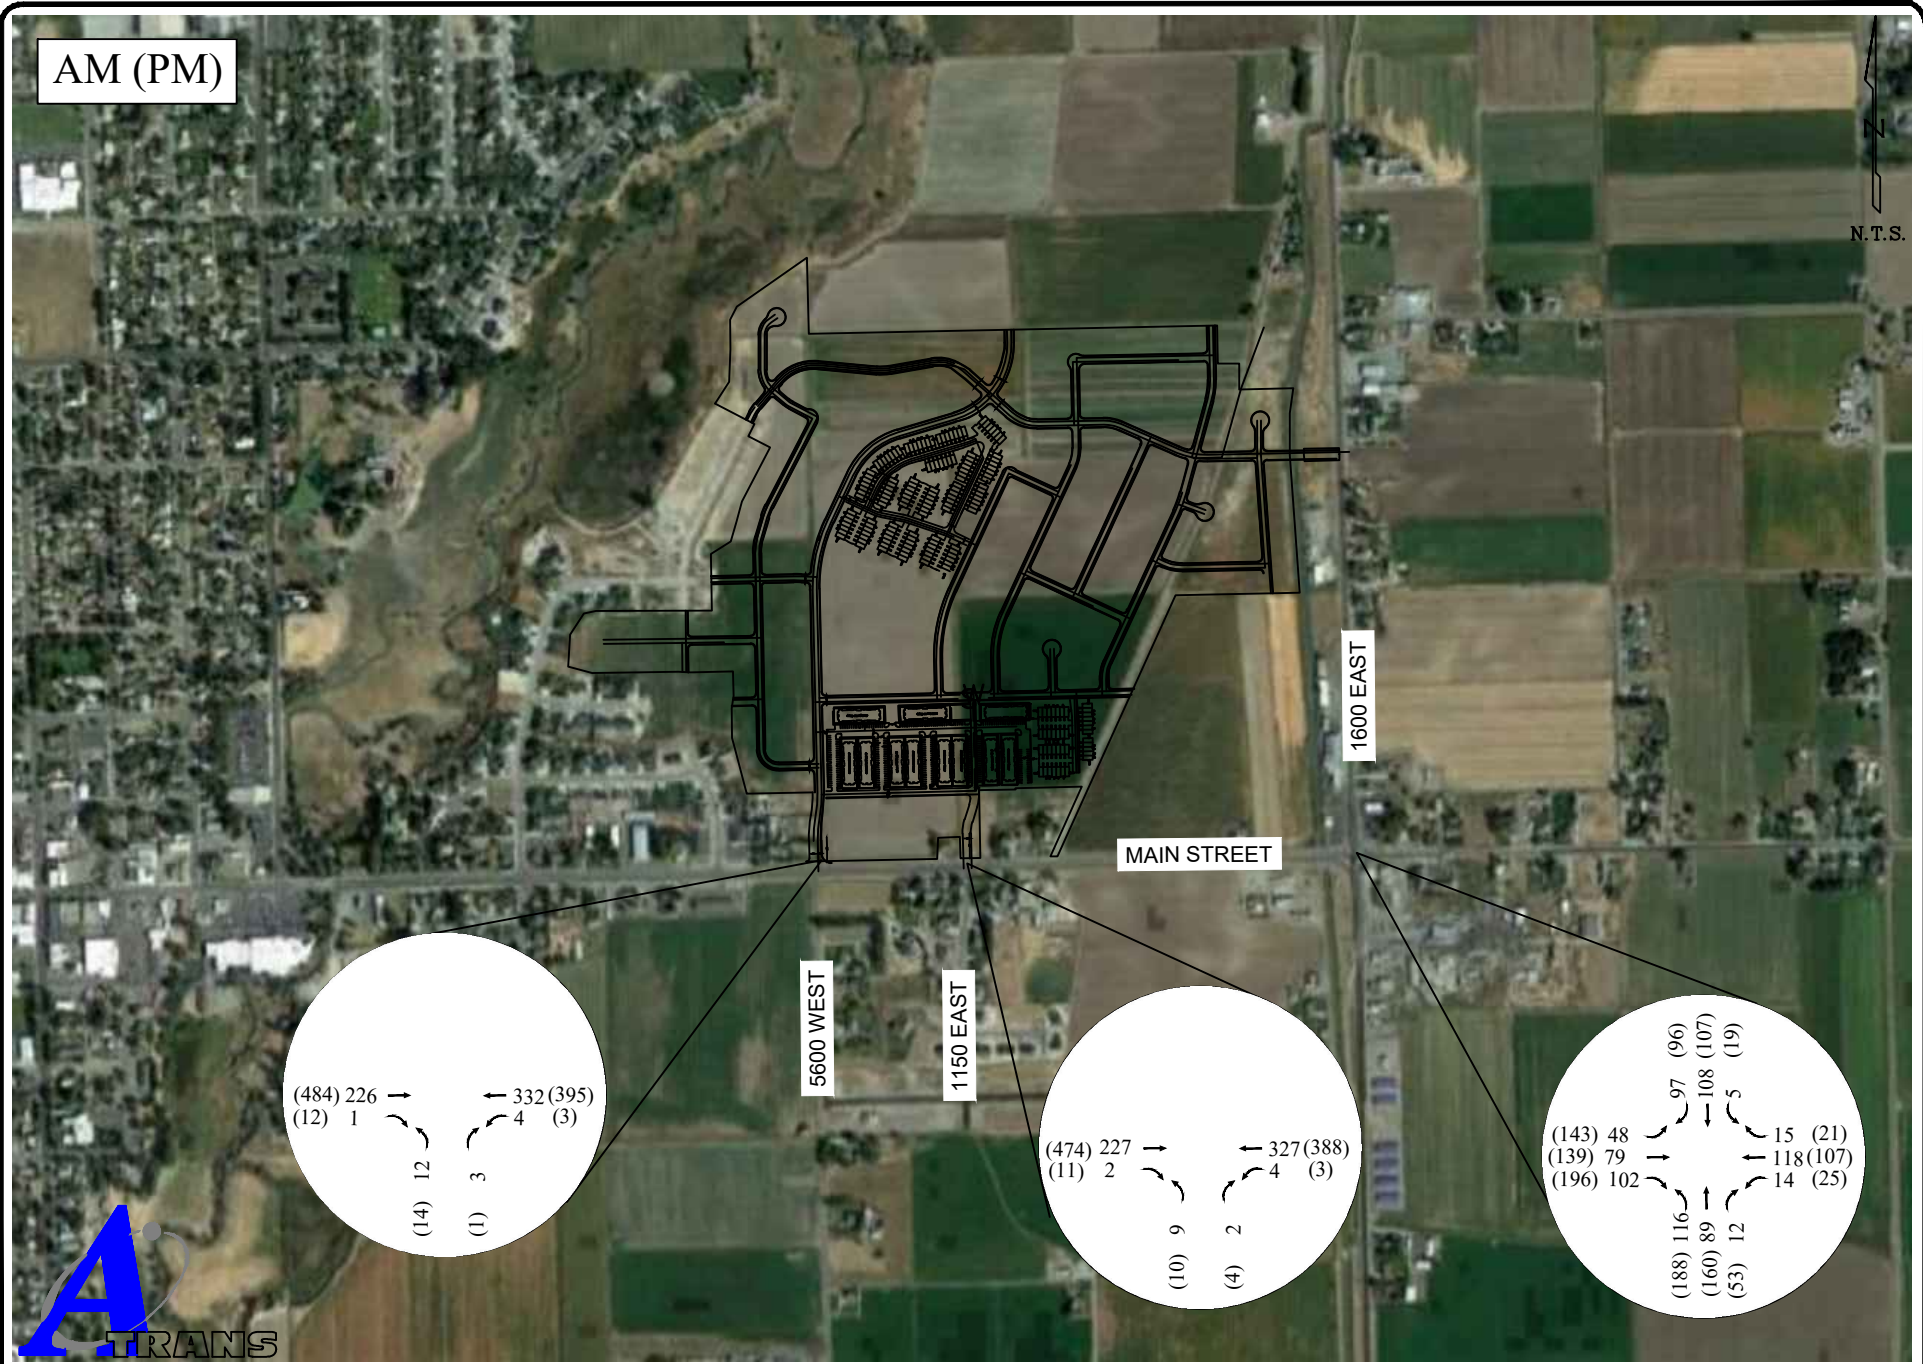 AM (PM)
N
N.T.S.
1600 EAST
MAIN STREET
5600 WEST
1150 EAST
(484) 226
332 (395)
(12) 1
4 (3)
(14) 12
(1) 3
(474) 227
327 (388)
(11) 2
4 (3)
(10) 9
(4) 2
97 (96)
108 (107)
5 (19)
(143) 48
15 (21)
(139) 79
118 (107)
(196) 102
14 (25)
(188) 116
(160) 89
(53) 12
A
TRANS